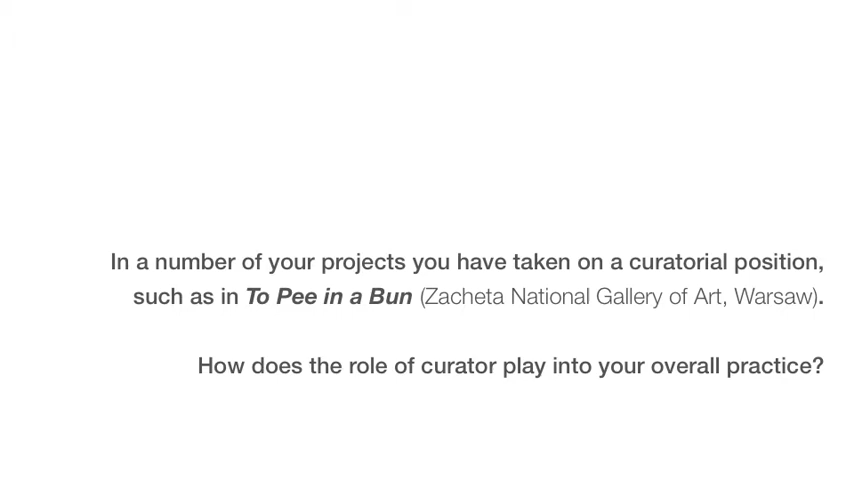 In a number of your projects you have taken on a curatorial position,
such as in To Pee in a Bun (Zacheta National Gallery of Art, Warsaw).
How does the role of curator play into your overall practice?